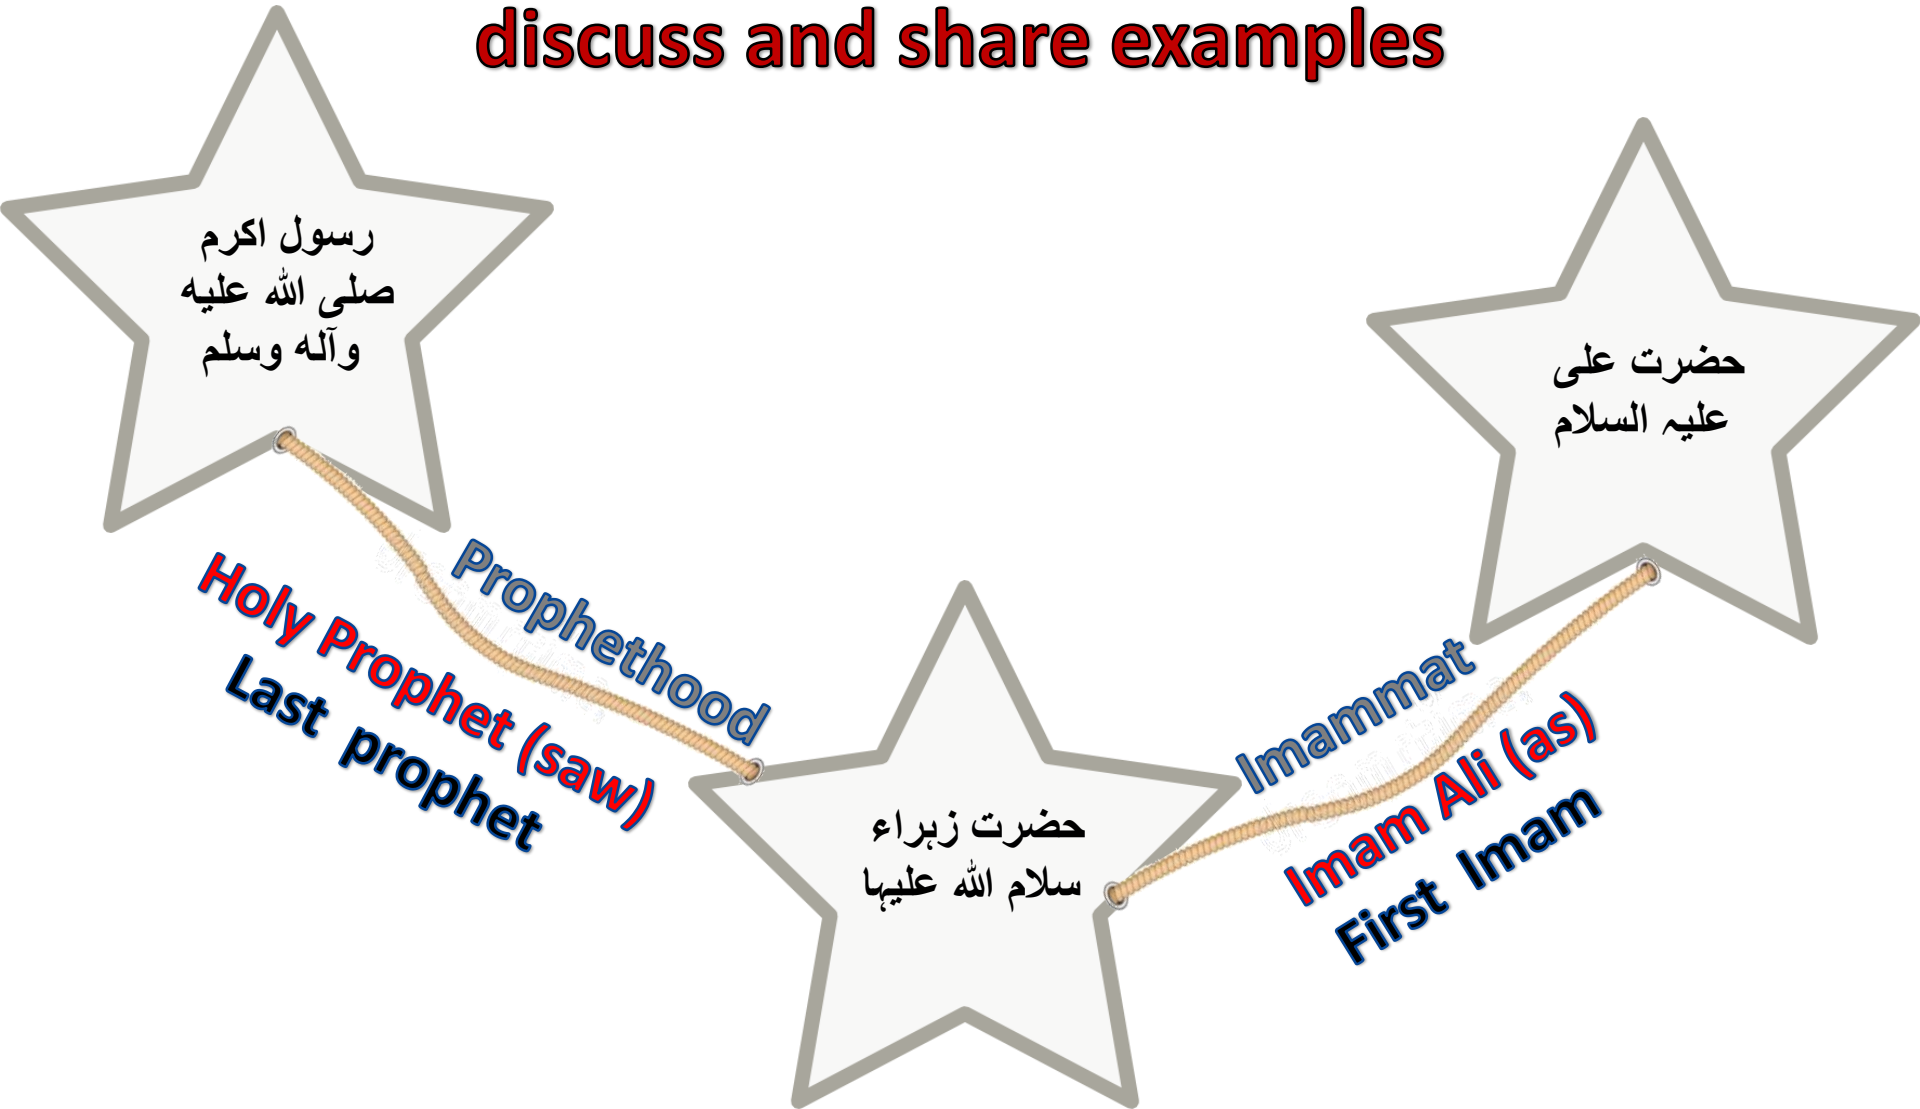 discuss and share examples
رسول اکرم
صلی الله علیه
وآله وسلم
حضرت علی
علیہ السلام
Prophethood
Holy Prophet (saw)
Last prophet
Imammat
Imam Ali (as)
First Imam
حضرت زہراء
سلام الله علیہا